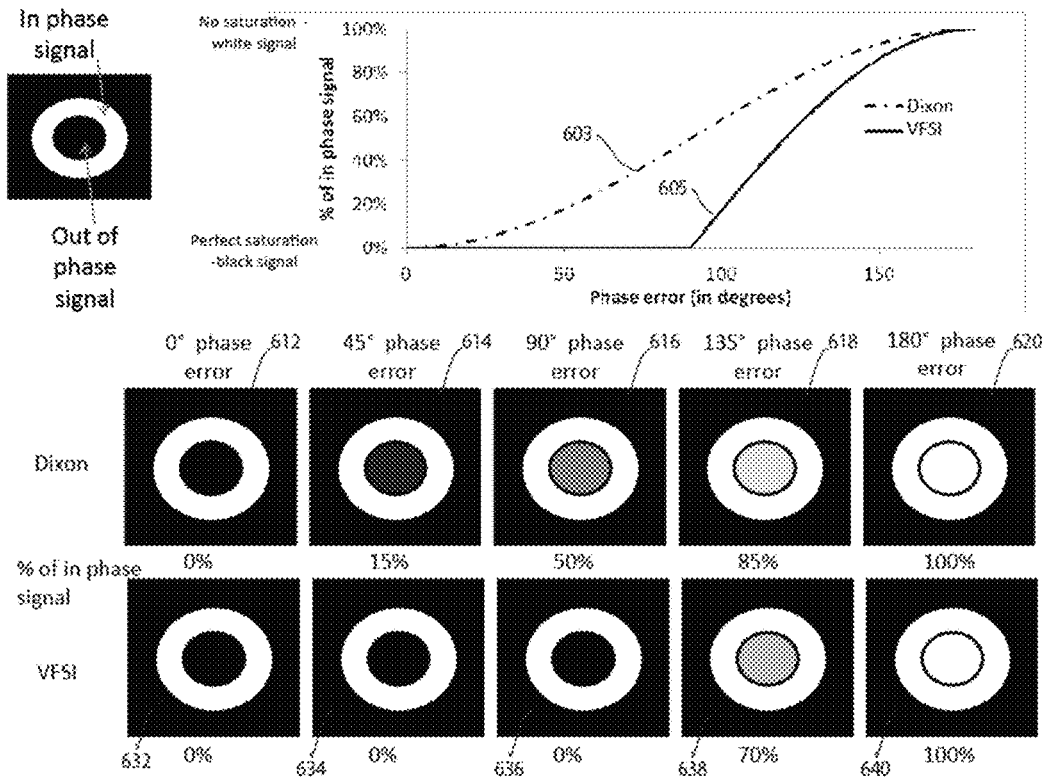 In phase
signal
Out of
phase
signal
No saturation
white signal
Perfect saturation
-black signal
% of in phase signal
100%
80%
60%
40%
20%
0%
0
50
100
150
Phase error (in degrees)
603
605
Dixon
VFSI
0° phase
error
612
45° phase
error
614
90° phase
error
616
135° phase
error
618
180° phase
error
620
Dixon
% of in phase
signal
0%
15%
50%
85%
100%
VFSI
632
0%
634
0%
636
0%
638
70%
640
100%